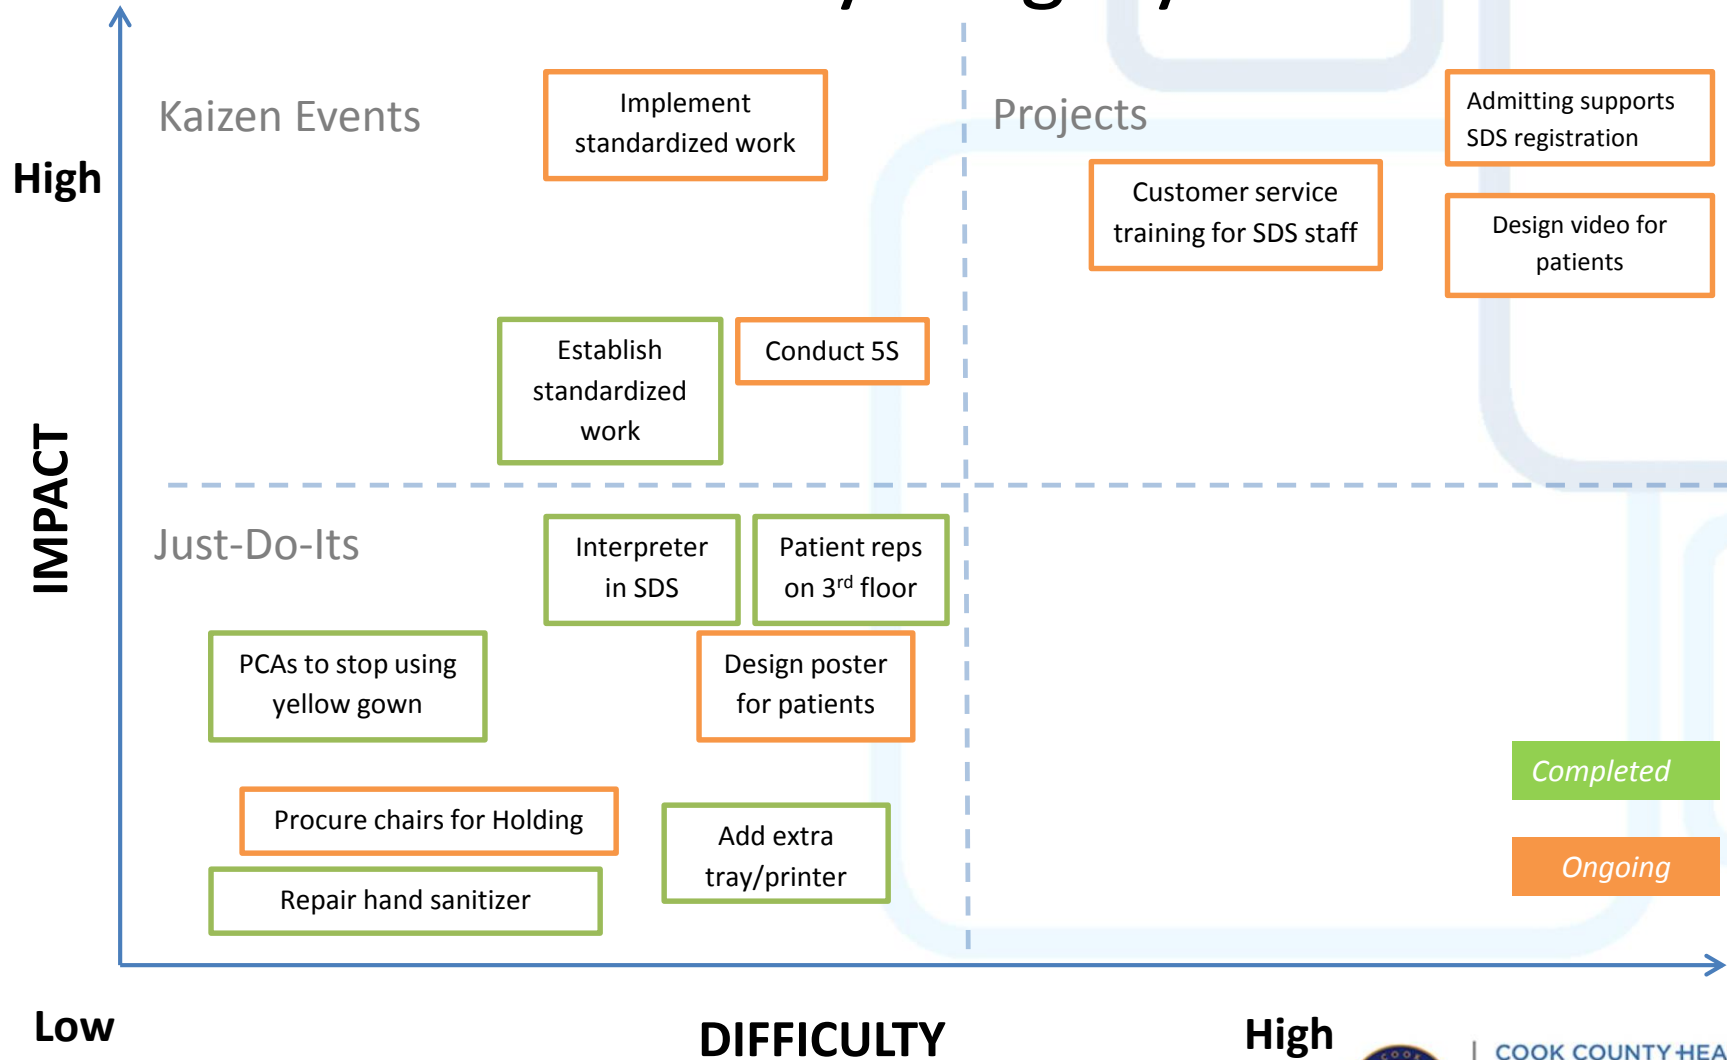 Kaizen Events
Implement
standardized work
Projects
Admitting supports
SDS registration
High
Customer service
training for SDS staff
Design video for
patients
Establish
standardized
work
Conduct 5S
IMPACT
Just-Do-Its
Interpreter
in SDS
Patient reps
on 3rd floor
PCAs to stop using
yellow gown
Design poster
for patients
Completed
Procure chairs for Holding
Add extra
tray/printer
Ongoing
Repair hand sanitizer
Low
DIFFICULTY
High
COOK COUNTY HEA